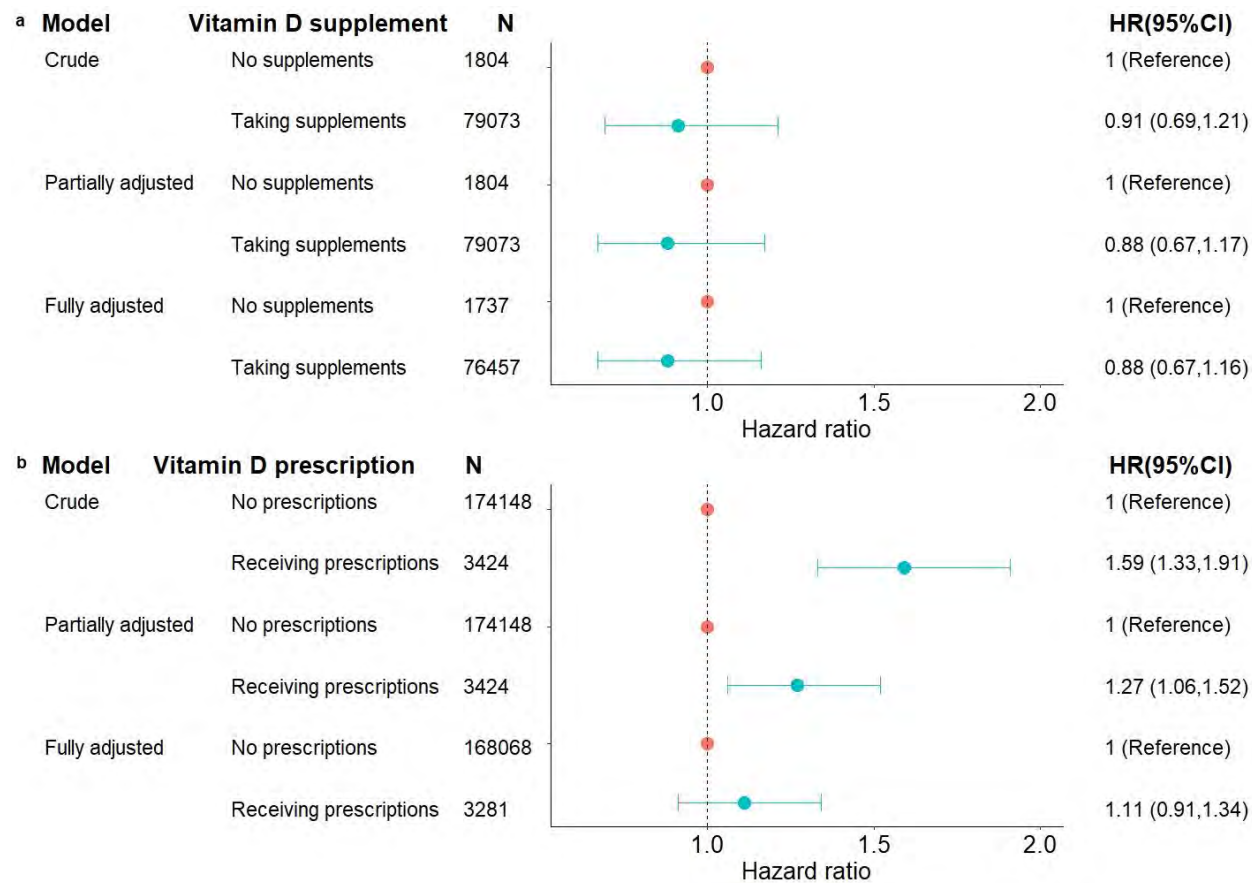 a Model Vitamin D supplement N HR(95%CI)
Crude No supplements 1804 1 (Reference)
Taking supplements 79073 0.91 (0.69,1.21)
Partially adjusted No supplements 1804 1 (Reference)
Taking supplements 79073 0.88 (0.67,1.17)
Fully adjusted No supplements 1737 1 (Reference)
Taking supplements 76457 0.88 (0.67,1.16)
1.0 1.5 2.0
Hazard ratio
b Model Vitamin D prescription N HR(95%CI)
Crude No prescriptions 174148 1 (Reference)
Receiving prescriptions 3424 1.59 (1.33,1.91)
Partially adjusted No prescriptions 174148 1 (Reference)
Receiving prescriptions 3424 1.27 (1.06,1.52)
Fully adjusted No prescriptions 168068 1 (Reference)
Receiving prescriptions 3281 1.11 (0.91,1.34)
1.0 1.5 2.0
Hazard ratio